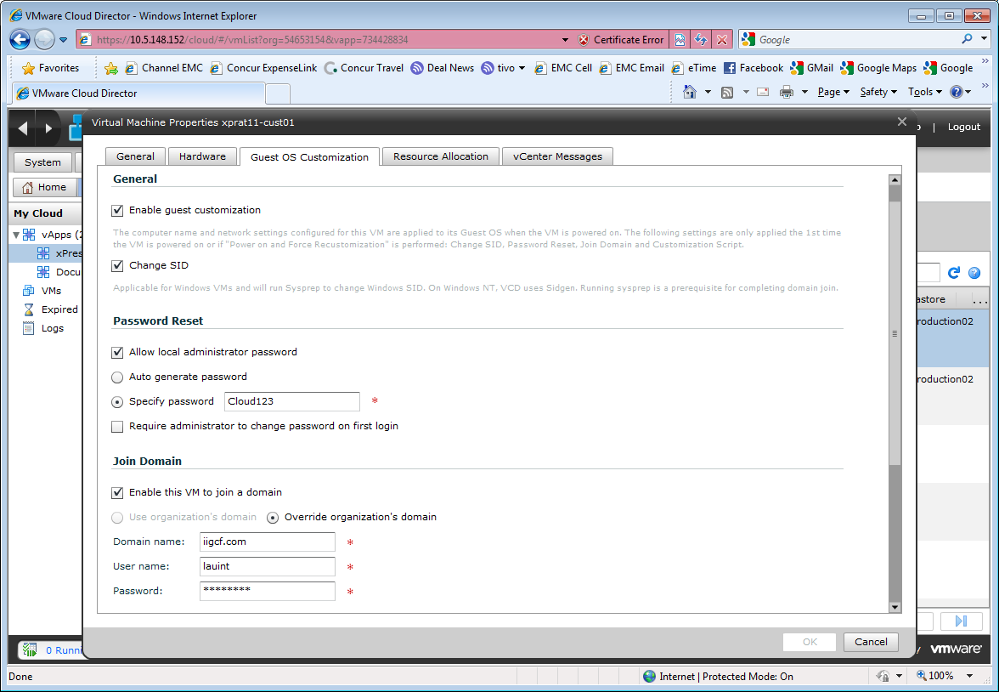 VMware Cloud Director - Windows Internet Explorer
https://10.5.148.152/cloud/#/vmList?org=54653154&vapp=734428834
Certificate Error
Google
Favorites
Channel EMC
Concur ExpenseLink
Concur Travel
Deal News
tivo
EMC Cell
EMC Email
eTime
Facebook
GMail
Google Maps
Google
VMware Cloud Director
Page
Safety
Tools
Virtual Machine Properties xprat11-cust01
| Logout
System
Home
My Cloud
vApps (2
xPres
Docu
VMs
Expired
Logs
General
Hardware
Guest OS Customization
Resource Allocation
vCenter Messages
General
Enable guest customization
The computer name and network settings configured for this VM are applied to its Guest OS when the VM is powered on. The following settings are only applied the 1st time
the VM is powered on or if "Power on and Force Recustomization" is performed: Change SID, Password Reset, Join Domain and Customization Script.
Change SID
Applicable for Windows VMs and will run Sysprep to change Windows SID. On Windows NT, VCD uses Sidgen. Running sysprep is a prerequisite for completing domain join.
Password Reset
Allow local administrator password
Auto generate password
Specify password
Cloud123
*
Require administrator to change password on first login
Join Domain
Enable this VM to join a domain
Use organization's domain
Override organization's domain
Domain name:
iigcf.com
*
User name:
lauint
*
Password:
********
*
astore
...
roduction02
roduction02
OK
Cancel
0 Runni
vmware
Done
Internet | Protected Mode: On
100%